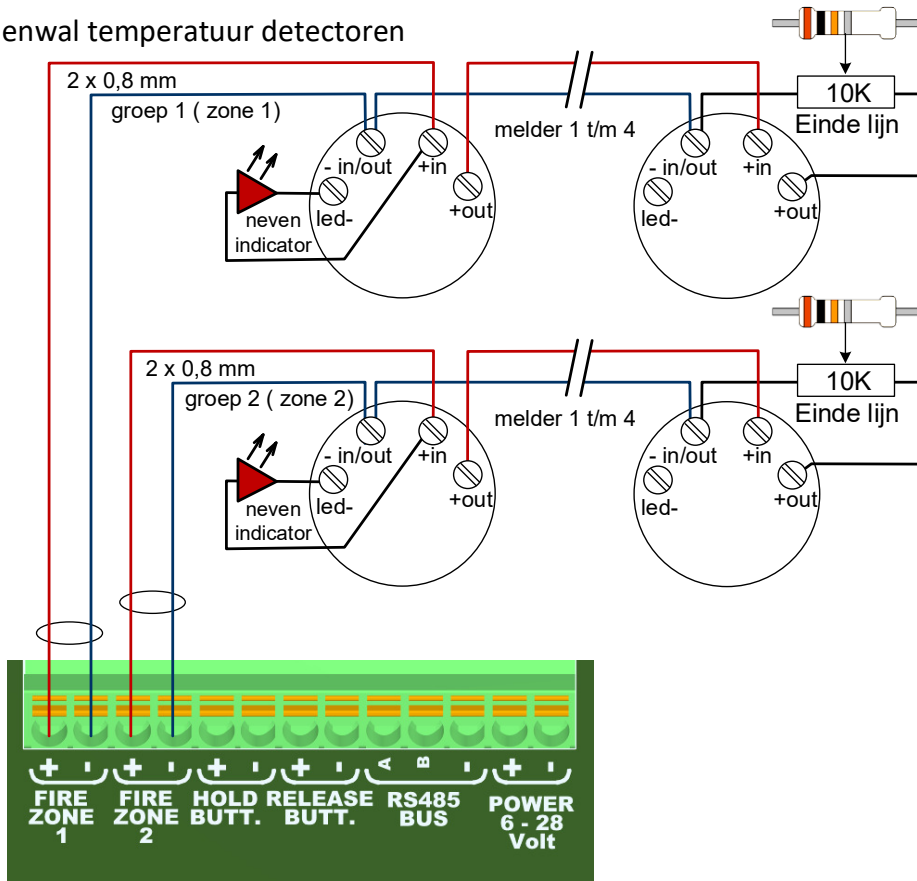 enwal temperatuur detectoren
2 x 0,8 mm
groep 1 ( zone 1)
melder 1 t/m 4
10K
Einde lijn
- in/out
+in
+out
led-
neven
indicator
- in/out
+in
+out
led-
2 x 0,8 mm
groep 2 ( zone 2)
melder 1 t/m 4
10K
Einde lijn
- in/out
+in
+out
led-
neven
indicator
- in/out
+in
+out
led-
+ - + - + - + - A B - + -
FIRE ZONE 1
FIRE ZONE 2
HOLD BUTT.
RELEASE BUTT.
RS485 BUS
POWER 6 - 28 Volt